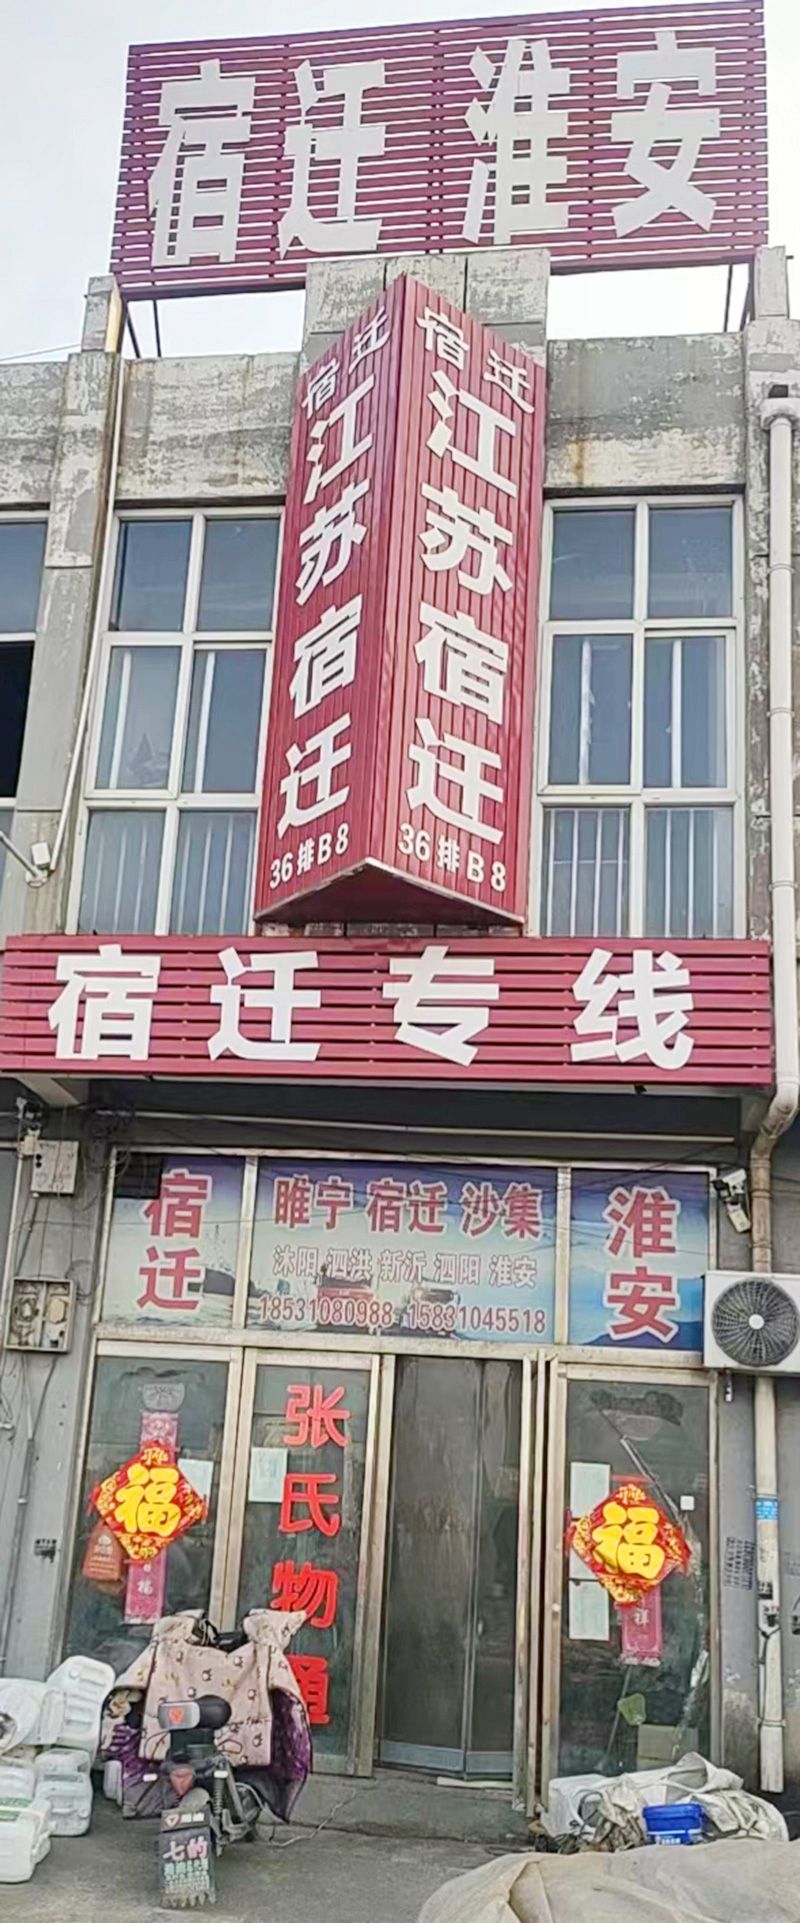 宿迁 淮安
宿迁
江苏宿迁
36排B8
宿迁
江苏宿迁
36排B8
宿迁专线
宿迁
睢宁 宿迁 沙集
沐阳 泗洪 新沂 泗阳 淮安
18531080988 15831045518
淮安
张氏物通
福
福
七的